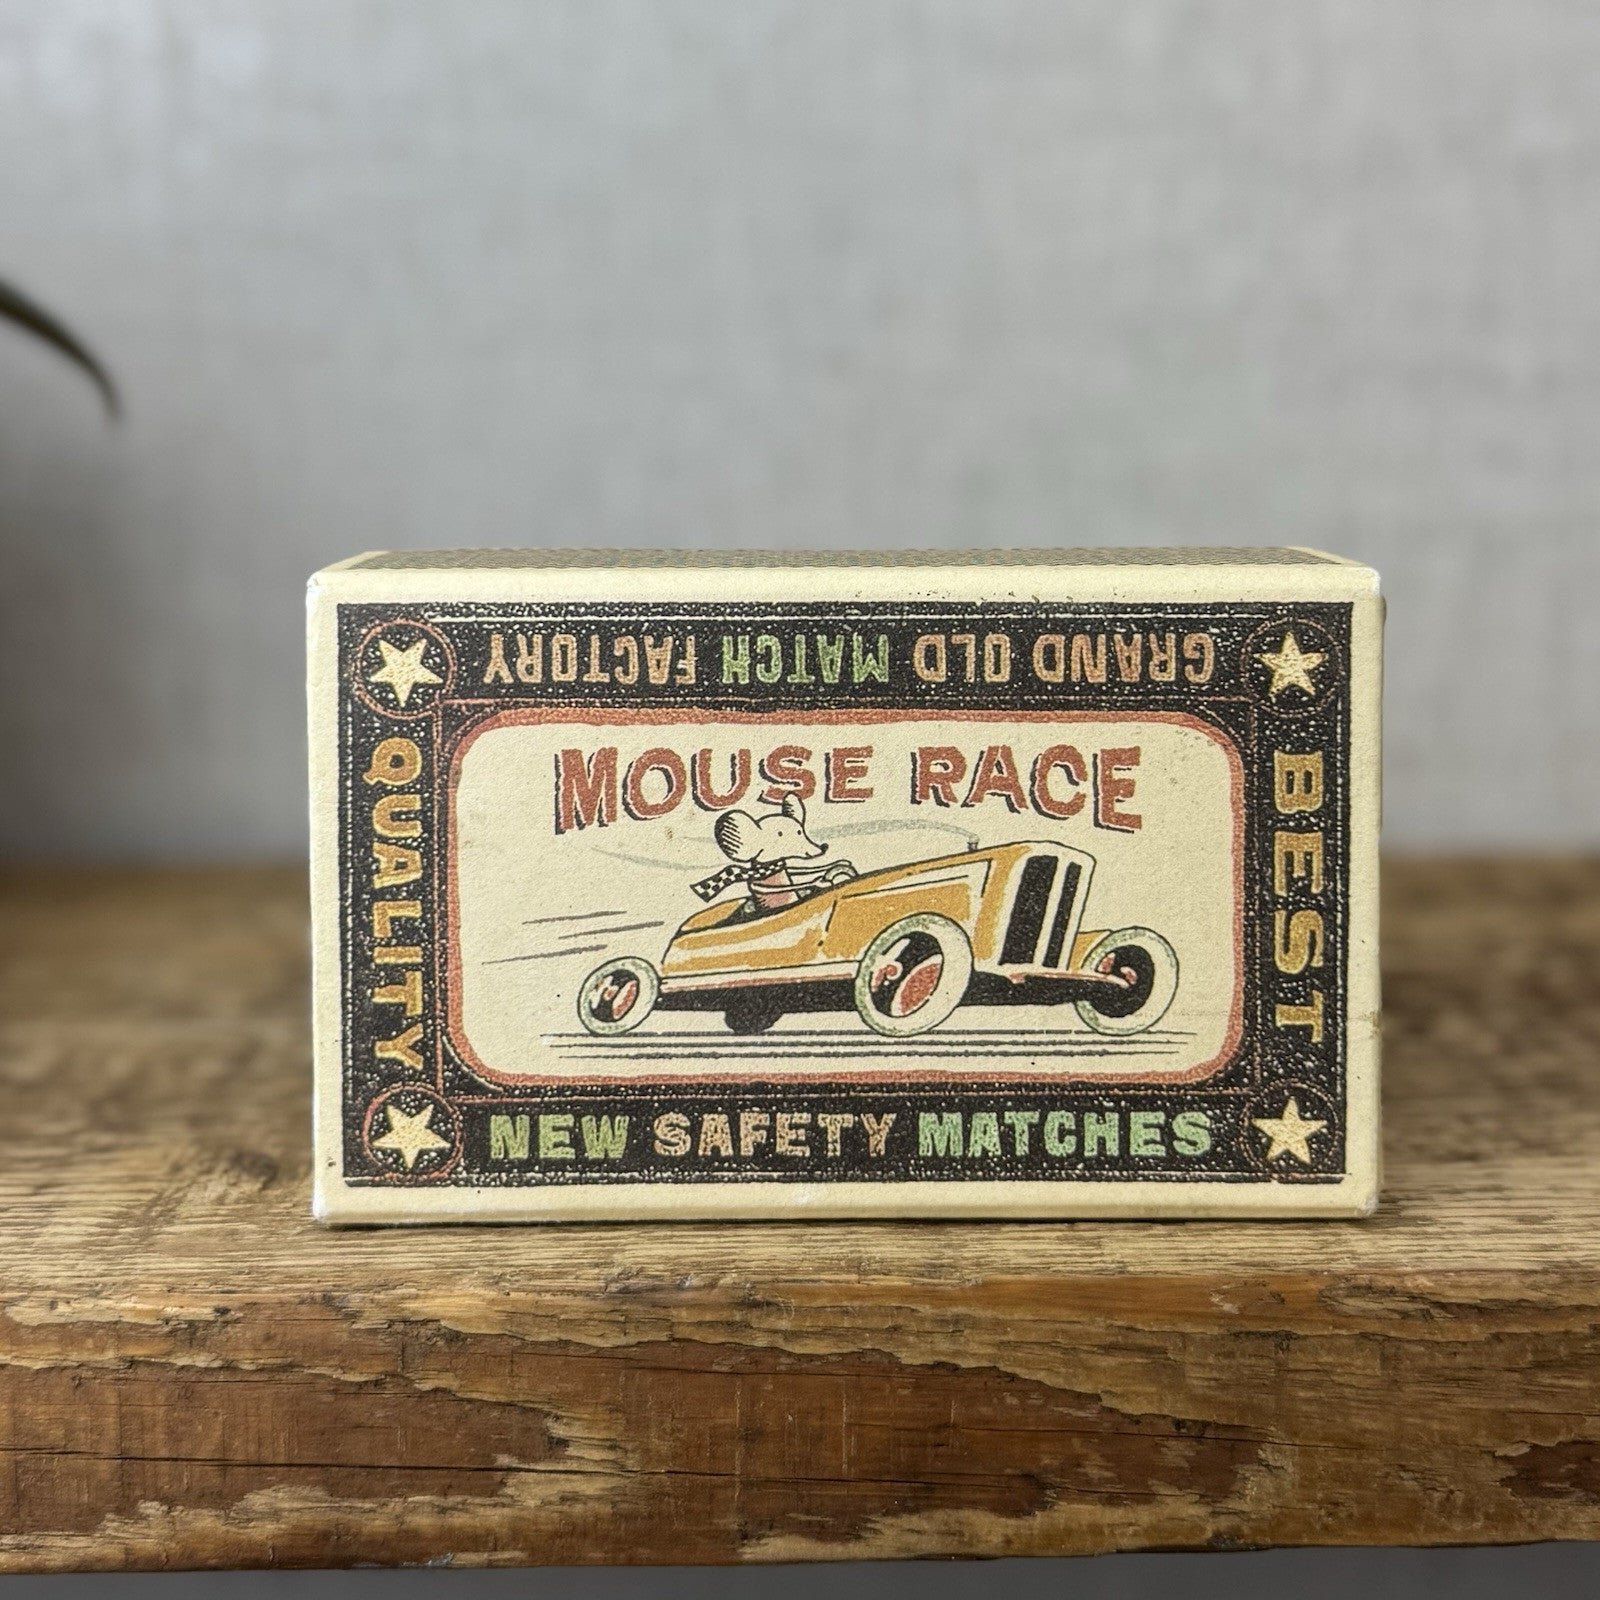 GRAND OLD MATCH FACTORY
MOUSE RACE
QUALITY
BEST
NEW SAFETY MATCHES